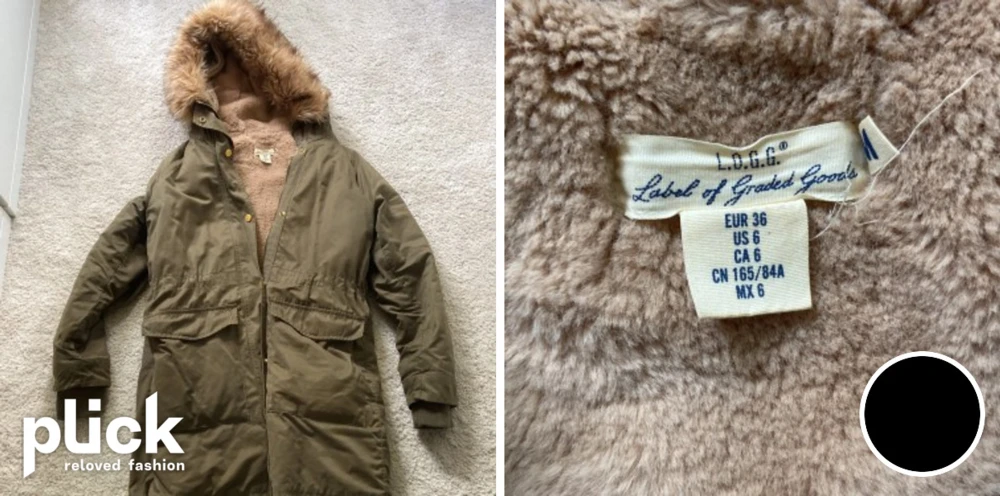 plick
reloved fashion
L.O.G.G.®
Label of Graded Goods
EUR 36
US 6
CA 6
CN 165/84A
MX 6